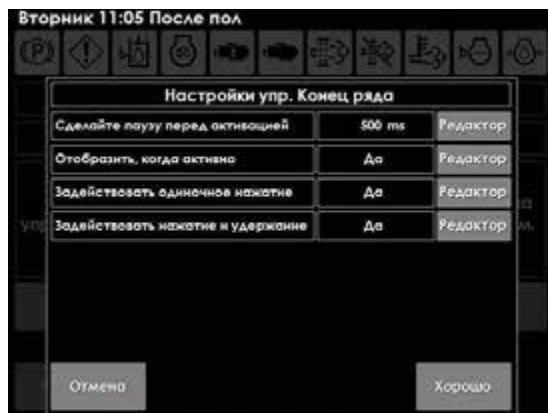 Вторник 11:05 После пол
Настройки упр. Конец ряда
Сделайте паузу перед активацией 500 ms Редактор
Отобразить, когда активно Да Редактор
Задействовать одиночное нажатие Да Редактор
Задействовать нажатие и удержание Да Редактор
Отмена Хорошо